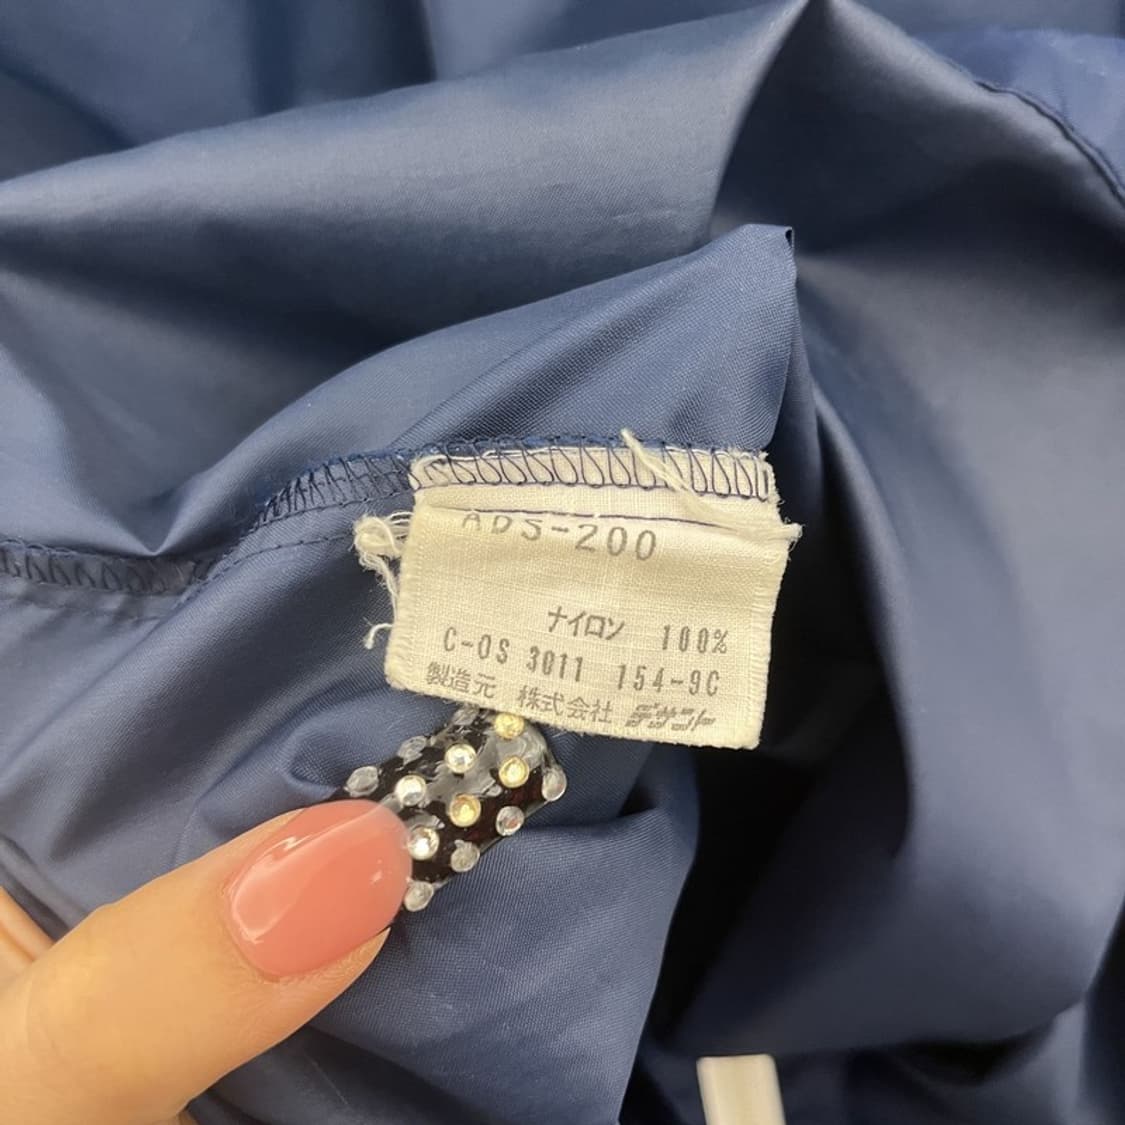 ADS-200
ナイロン 100%
C-OS 3011 154-9C
製造元 株式会社 デサント